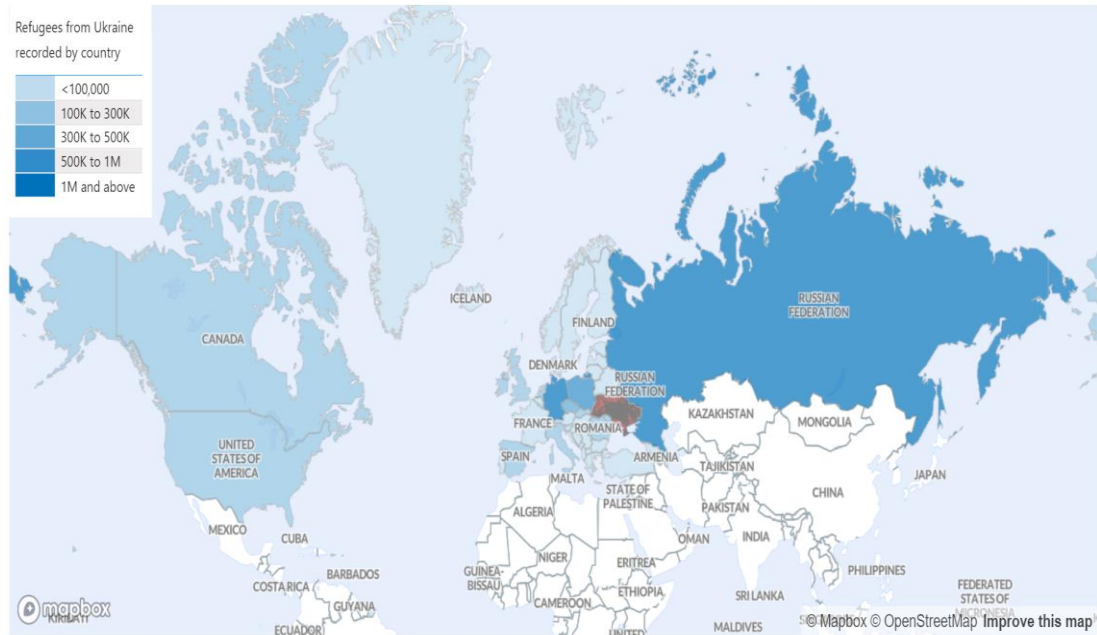 Refugees from Ukraine
recorded by country
<100,000
100K to 300K
300K to 500K
500K to 1M
1M and above
ICELAND
RUSSIAN
FEDERATION
FINLAND
CANADA
DENMARK
RUSSIAN
FEDERATION
KAZAKHSTAN
MONGOLIA
FRANCE
ROMANIA
UNITED
STATES OF
AMERICA
SPAIN
ARMENIA
TAJIKISTAN
JAPAN
MALTA
STATE OF
PALESTINE
CHINA
PAKISTAN
ALGERIA
MEXICO
CUBA
OMAN
INDIA
NIGER
ERITREA
PHILIPPINES
GUINEA-
BISSAU
BARBADOS
COSTA RICA
ETHIOPIA
FEDERATED
STATES OF
MICRONESIA
CAMEROON
SRI LANKA
GUYANA
mapbox
KIRIBATI
ECUADOR
UNITED
MALDIVES
© Mapbox © OpenStreetMap Improve this map